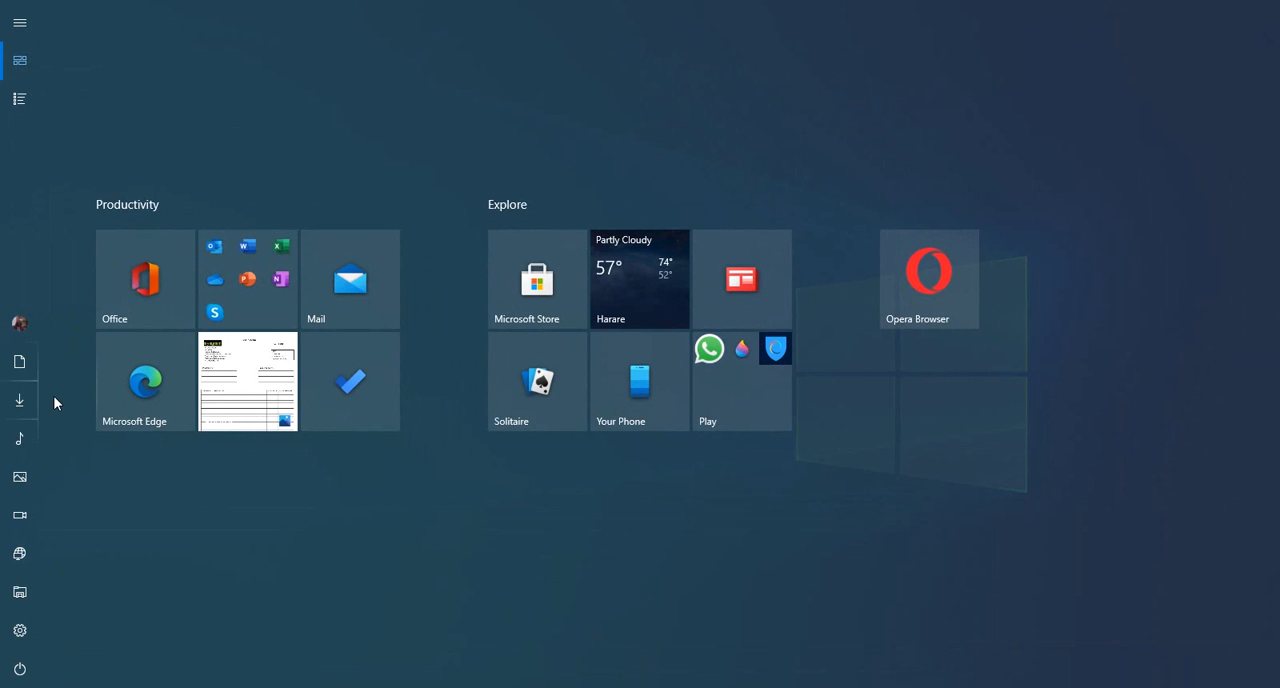 Productivity
Explore
Office
Mail
Microsoft Store
Partly Cloudy
57°
74°
52°
Harare
Opera Browser
Microsoft Edge
Solitaire
Your Phone
Play